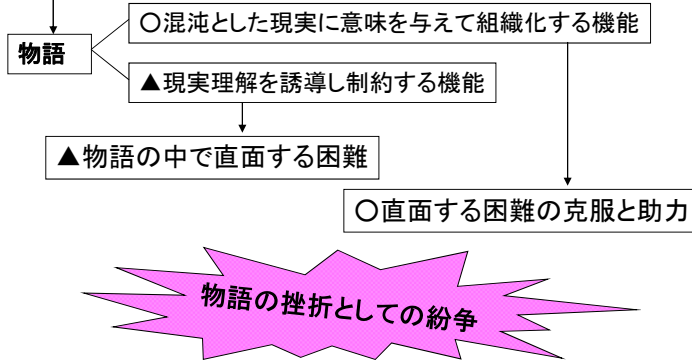 〇混沌とした現実に意味を与えて組織化する機能
物語
▲現実理解を誘導し制約する機能
▲物語の中で直面する困難
〇直面する困難の克服と助力
物語の挫折としての紛争